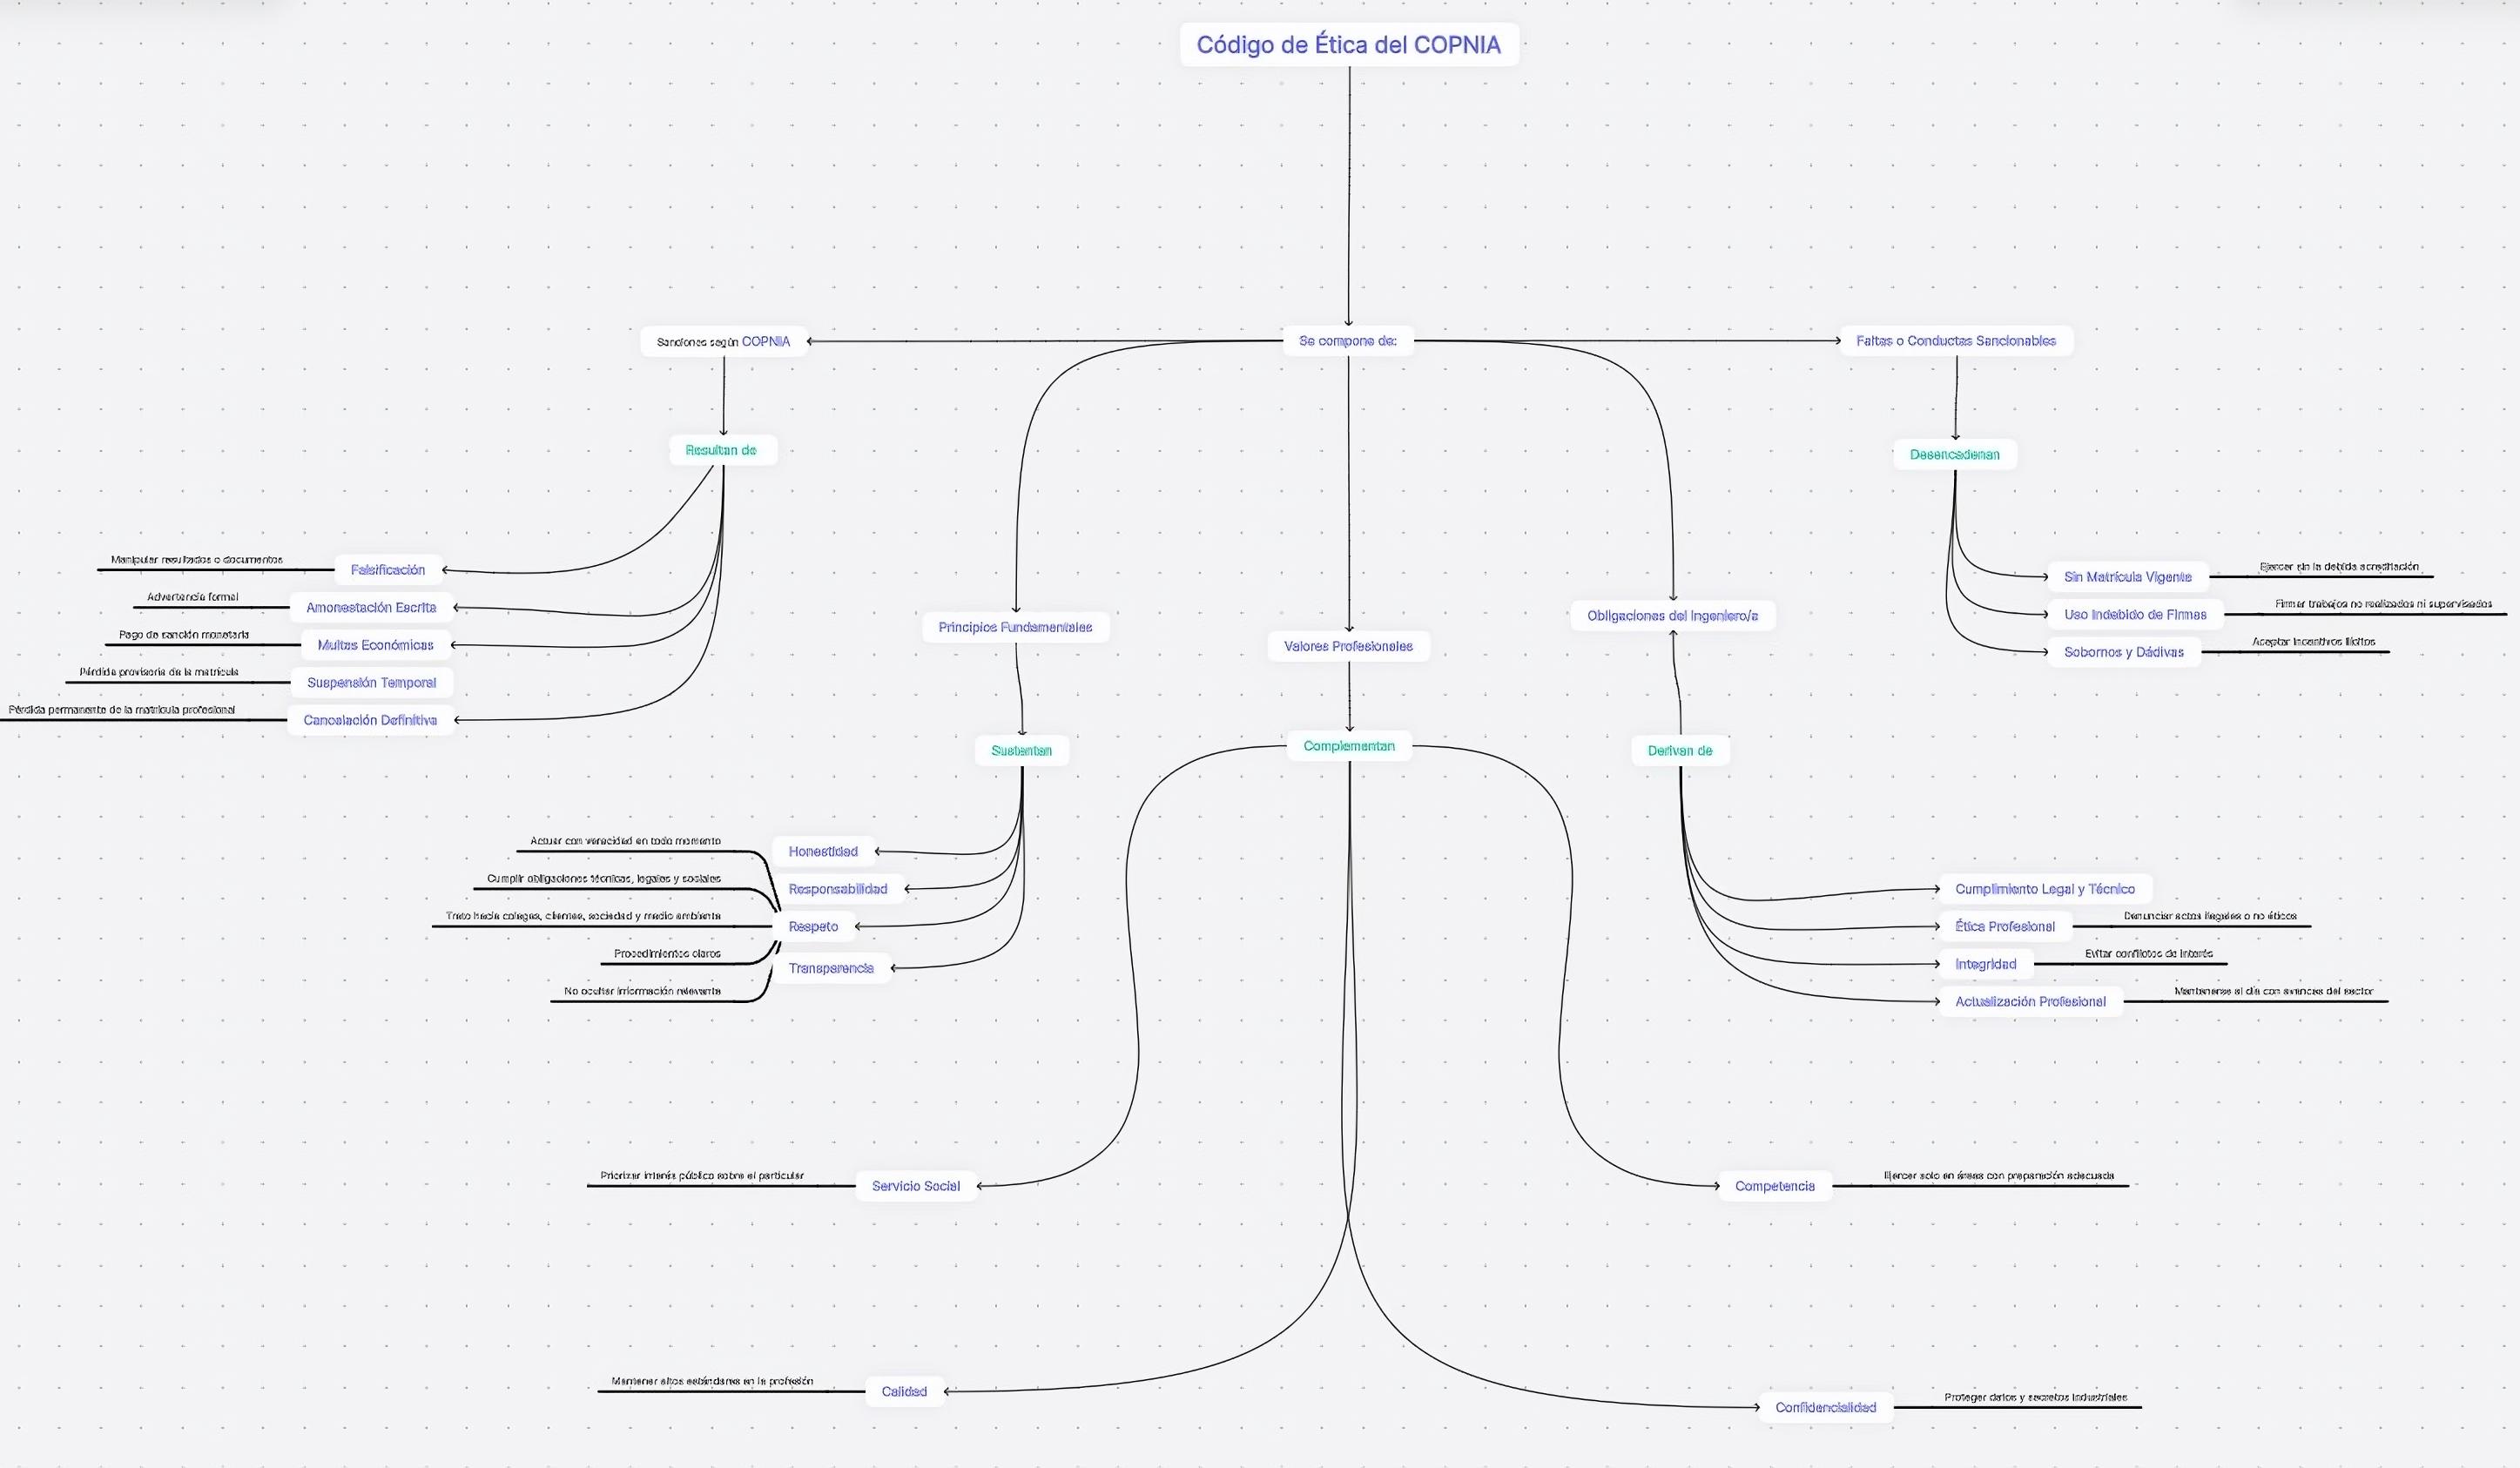 Código de Ética del COPNIA
Sanciones según COPNIA
Se compone de:
Faltas o Conductas Sancionables
Resultan de
Desencadenan
Manipular resultados o documentos
Falsificación
Advertencia formal
Amonestación Escrita
Pago de sanción monetaria
Multas Económicas
Pérdida provisoria de la matrícula
Suspensión Temporal
Pérdida permanente de la matrícula profesional
Cancelación Definitiva
Sin Matrícula Vigente
Ejercer sin la debida acreditación
Uso Indebido de Firmas
Firmar trabajos no realizados ni supervisados
Sobornos y Dádivas
Aceptar incentivos ilícitos
Principios Fundamentales
Valores Profesionales
Obligaciones del Ingeniero/a
Sustentan
Complementan
Derivan de
Actuar con veracidad en todo momento
Honestidad
Cumplir obligaciones técnicas, legales y sociales
Responsabilidad
Trato hacia colegas, clientes, sociedad y medio ambiente
Respeto
Procedimientos claros
Transparencia
No ocultar información relevante
Cumplimiento Legal y Técnico
Ética Profesional
Denunciar actos ilegales o no éticos
Integridad
Evitar conflictos de interés
Actualización Profesional
Mantenerse al día con avances del sector
Priorizar interés público sobre el particular
Servicio Social
Competencia
Ejercer solo en áreas con preparación adecuada
Mantener altos estándares en la profesión
Calidad
Confidencialidad
Proteger datos y secretos industriales